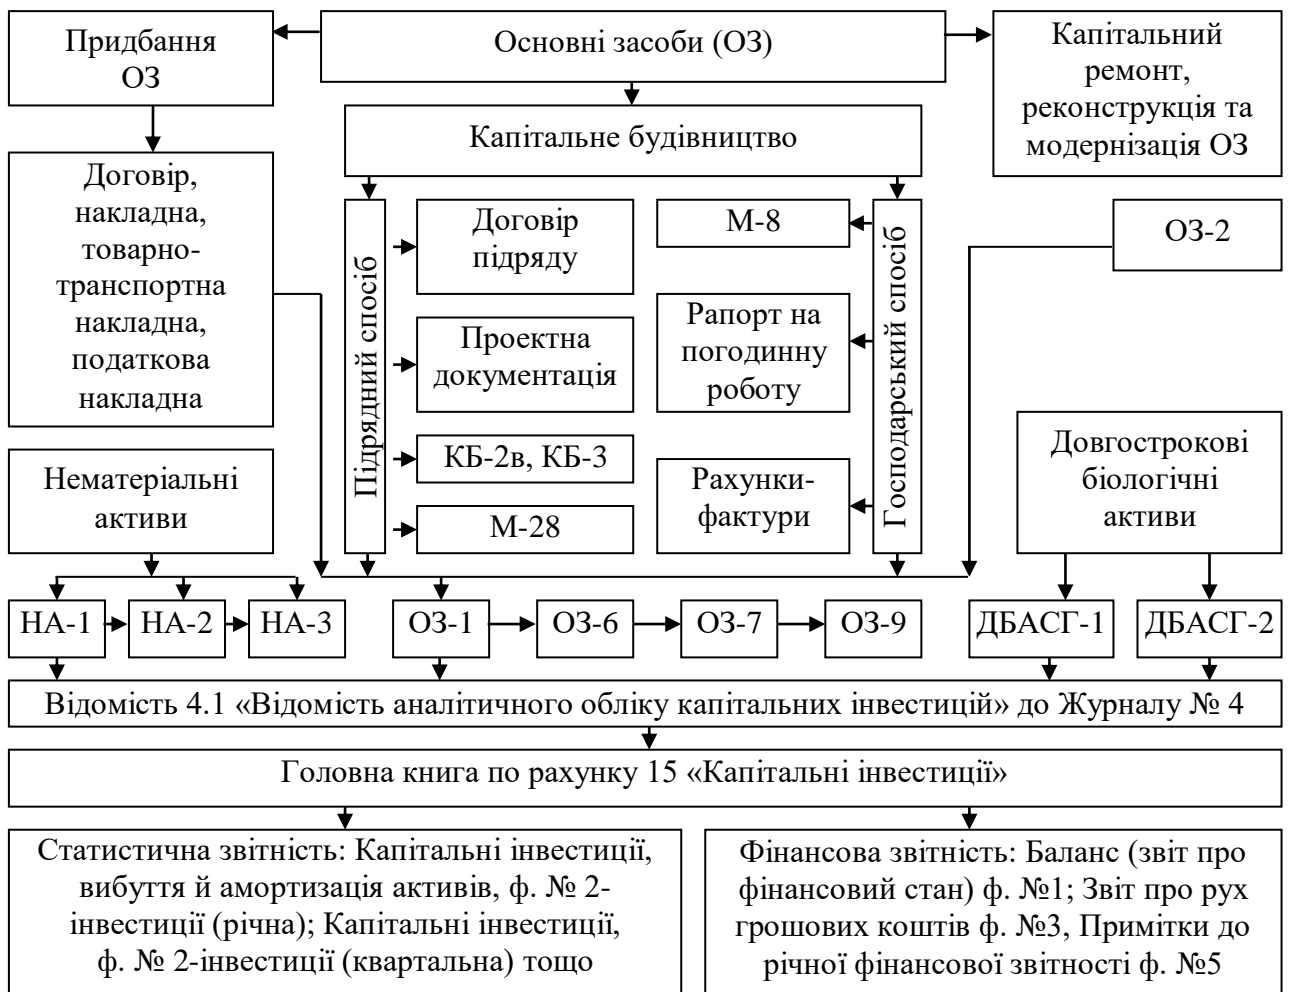 Придбання
ОЗ
Основні засоби (ОЗ)
Капітальний
ремонт,
реконструкція та
модернізація ОЗ
Капітальне будівництво
Договір,
накладна,
товарно-
транспортна
накладна,
податкова
накладна
Підрядний спосіб
Договір
підряду
Проектна
документація
КБ-2в, КБ-3
М-28
М-8
Рапорт на
погодинну
роботу
Рахунки-
фактури
Господарський спосіб
ОЗ-2
Нематеріальні
активи
Довгострокові
біологічні
активи
НА-1
НА-2
НА-3
ОЗ-1
ОЗ-6
ОЗ-7
ОЗ-9
ДБАСГ-1
ДБАСГ-2
Відомість 4.1 «Відомість аналітичного обліку капітальних інвестицій» до Журналу № 4
Головна книга по рахунку 15 «Капітальні інвестиції»
Статистична звітність: Капітальні інвестиції,
вибуття й амортизація активів, ф. № 2-
інвестиції (річна); Капітальні інвестиції,
ф. № 2-інвестиції (квартальна) тощо
Фінансова звітність: Баланс (звіт про
фінансовий стан) ф. №1; Звіт про рух
грошових коштів ф. №3, Примітки до
річної фінансової звітності ф. №5